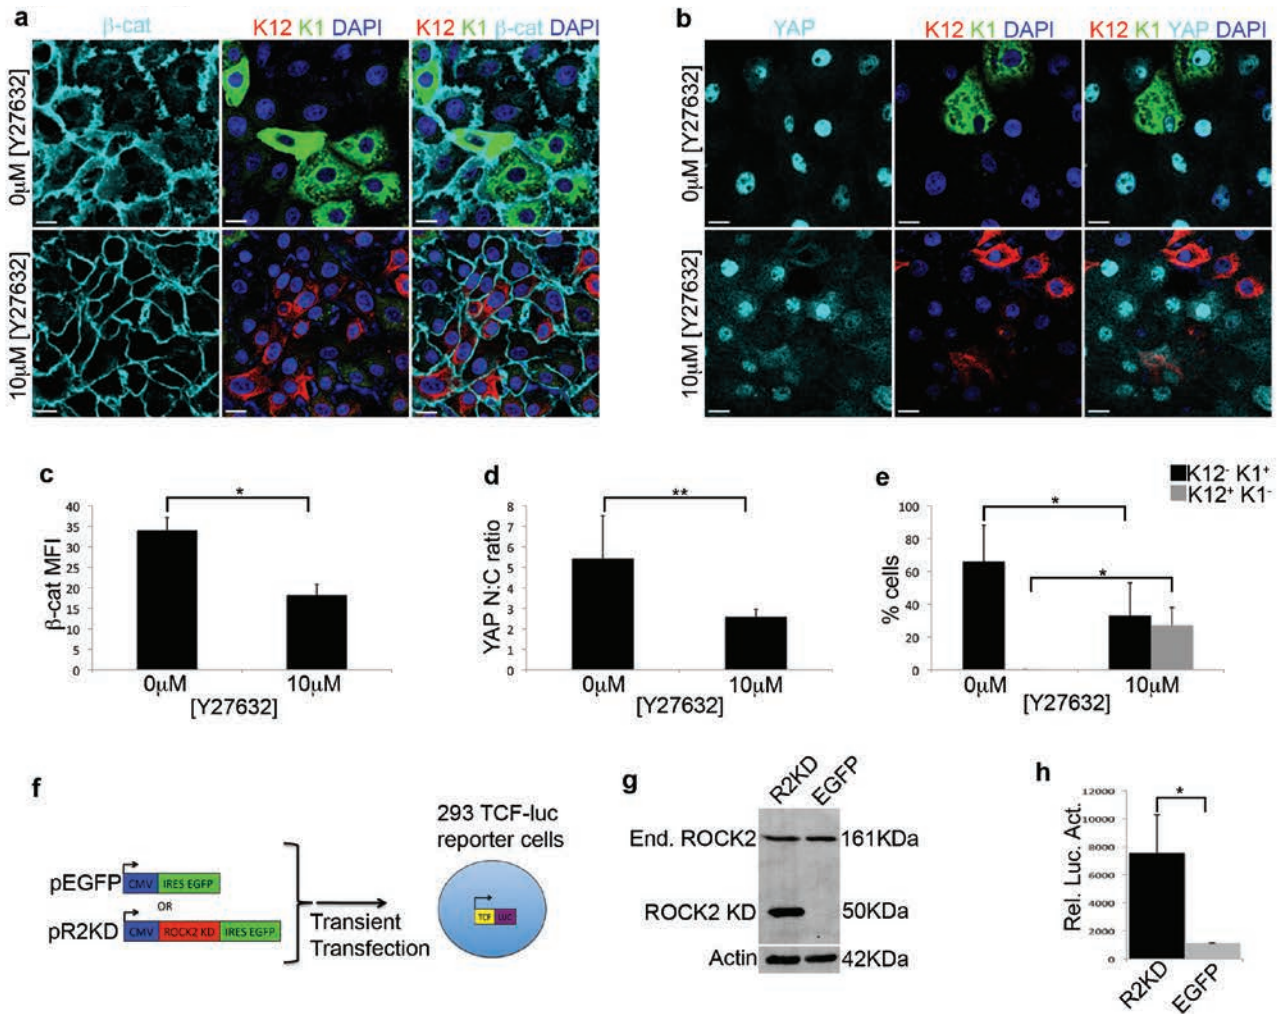 a
β-cat
K12 K1 DAPI
K12 K1 β-cat DAPI
0μM [Y27632]
10μM [Y27632]
b
YAP
K12 K1 DAPI
K12 K1 YAP DAPI
0μM [Y27632]
10μM [Y27632]
c
*
β-cat MFI
40
35
30
25
20
15
10
5
0
0μM
10μM
[Y27632]
d
**
YAP N:C ratio
8
7
6
5
4
3
2
1
0
0μM
10μM
[Y27632]
e
K12- K1+
K12+ K1-
*
*
% cells
100
80
60
40
20
0
0μM
10μM
[Y27632]
f
pEGFP
CMV
IRES EGFP
OR
pR2KD
CMV
ROCK2 KD
IRES EGFP
Transient
Transfection
293 TCF-luc
reporter cells
TCF
LUC
g
R2KD
EGFP
End. ROCK2
161KDa
ROCK2 KD
50KDa
Actin
42KDa
h
*
Rel. Luc. Act.
12000
10000
8000
6000
4000
2000
0
R2KD
EGFP